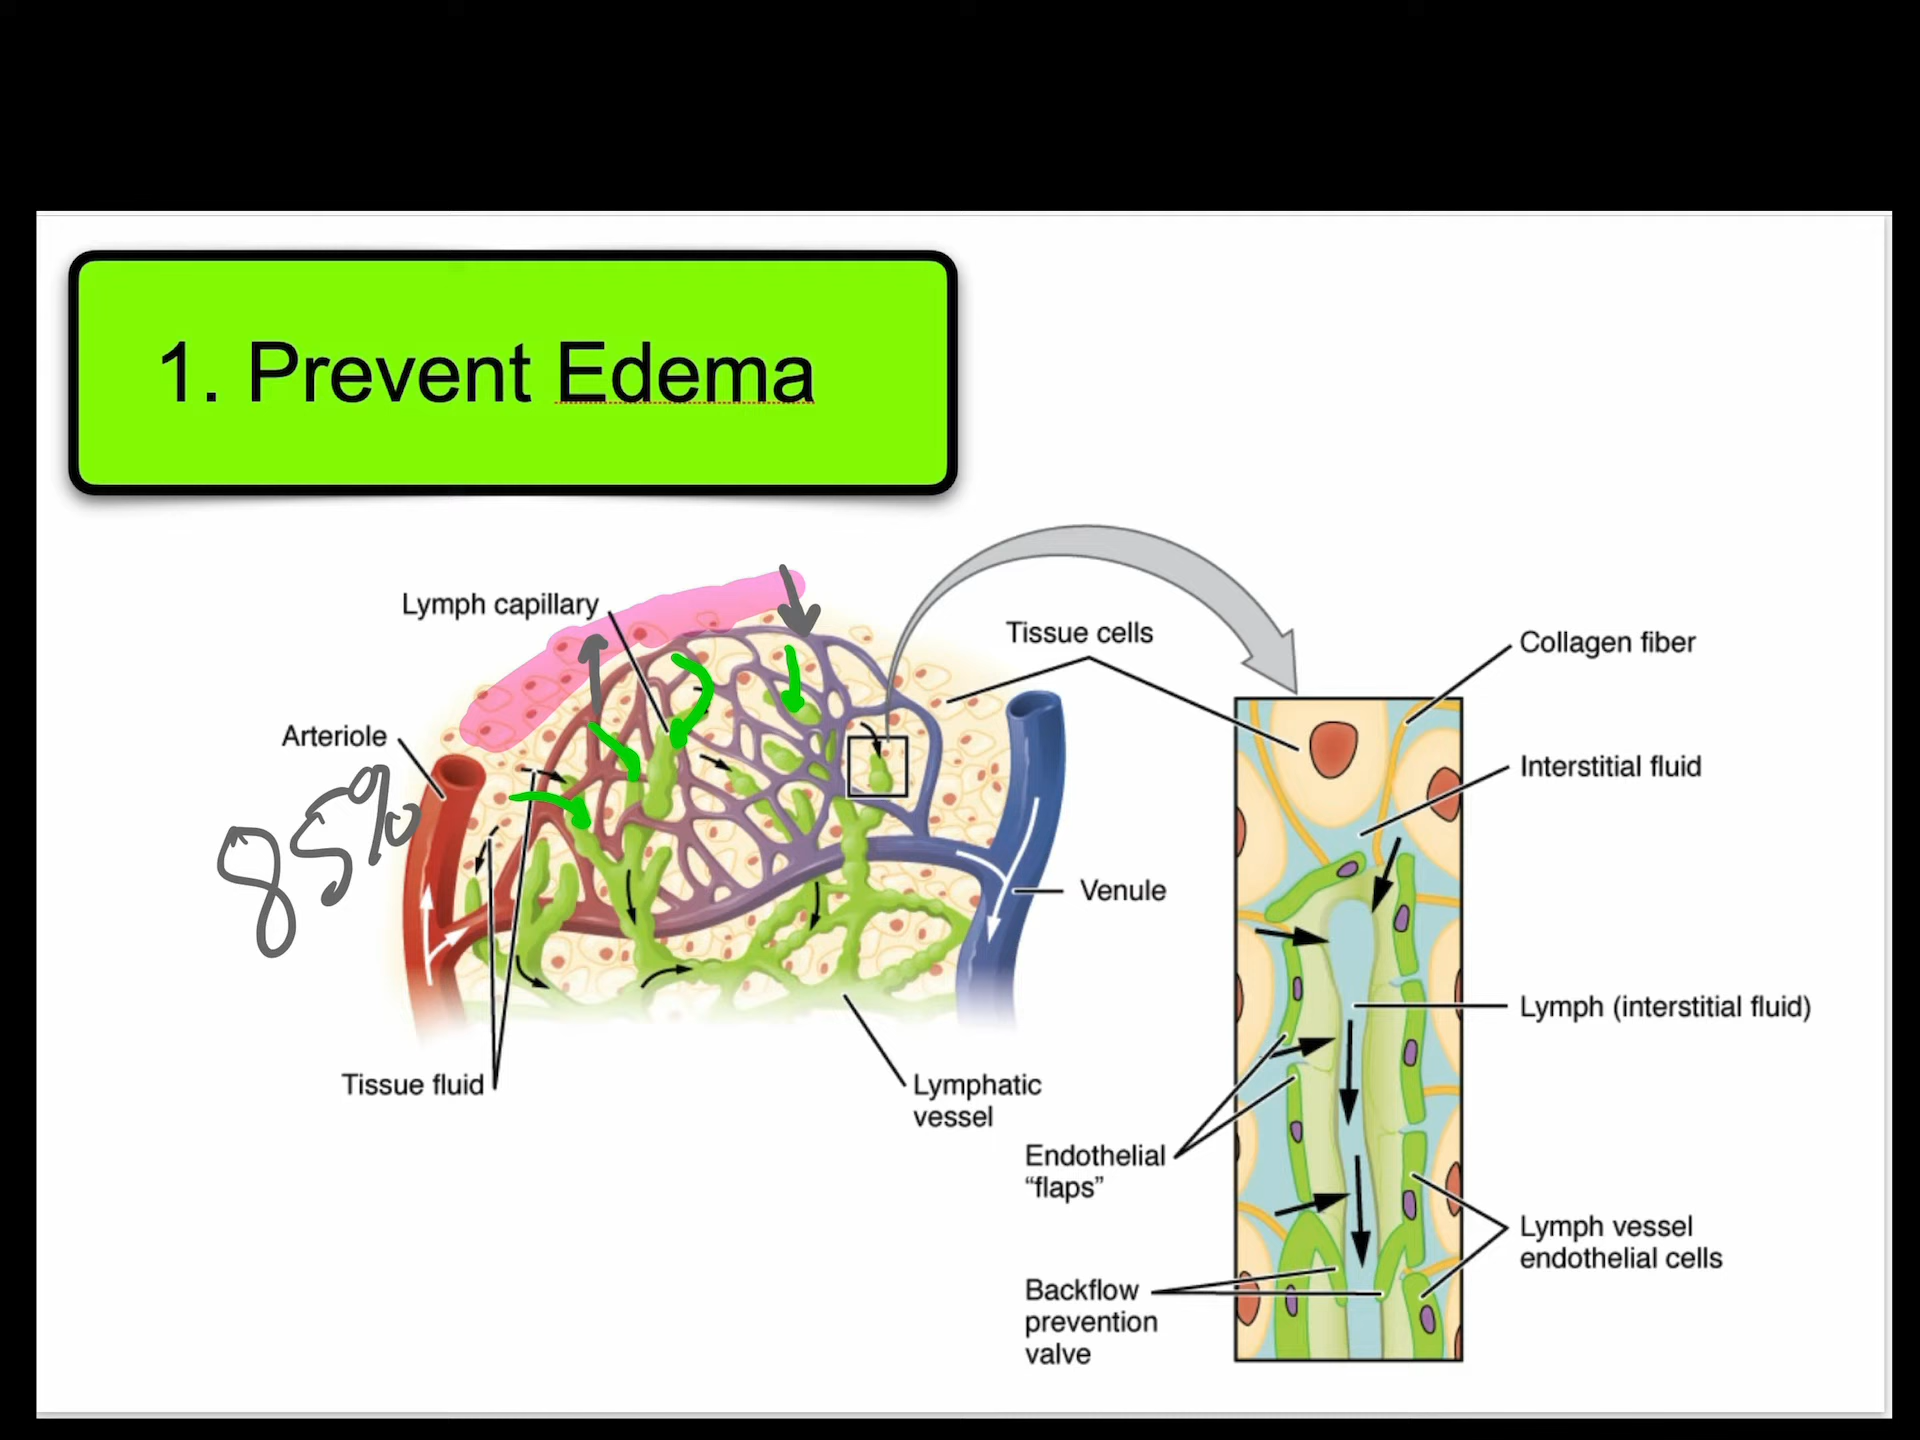 1. Prevent Edema
Lymph capillary
Tissue cells
Collagen fiber
Arteriole
Interstitial fluid
85%
Venule
Lymph (interstitial fluid)
Tissue fluid
Lymphatic
vessel
Endothelial
“flaps”
Lymph vessel
endothelial cells
Backflow
prevention
valve